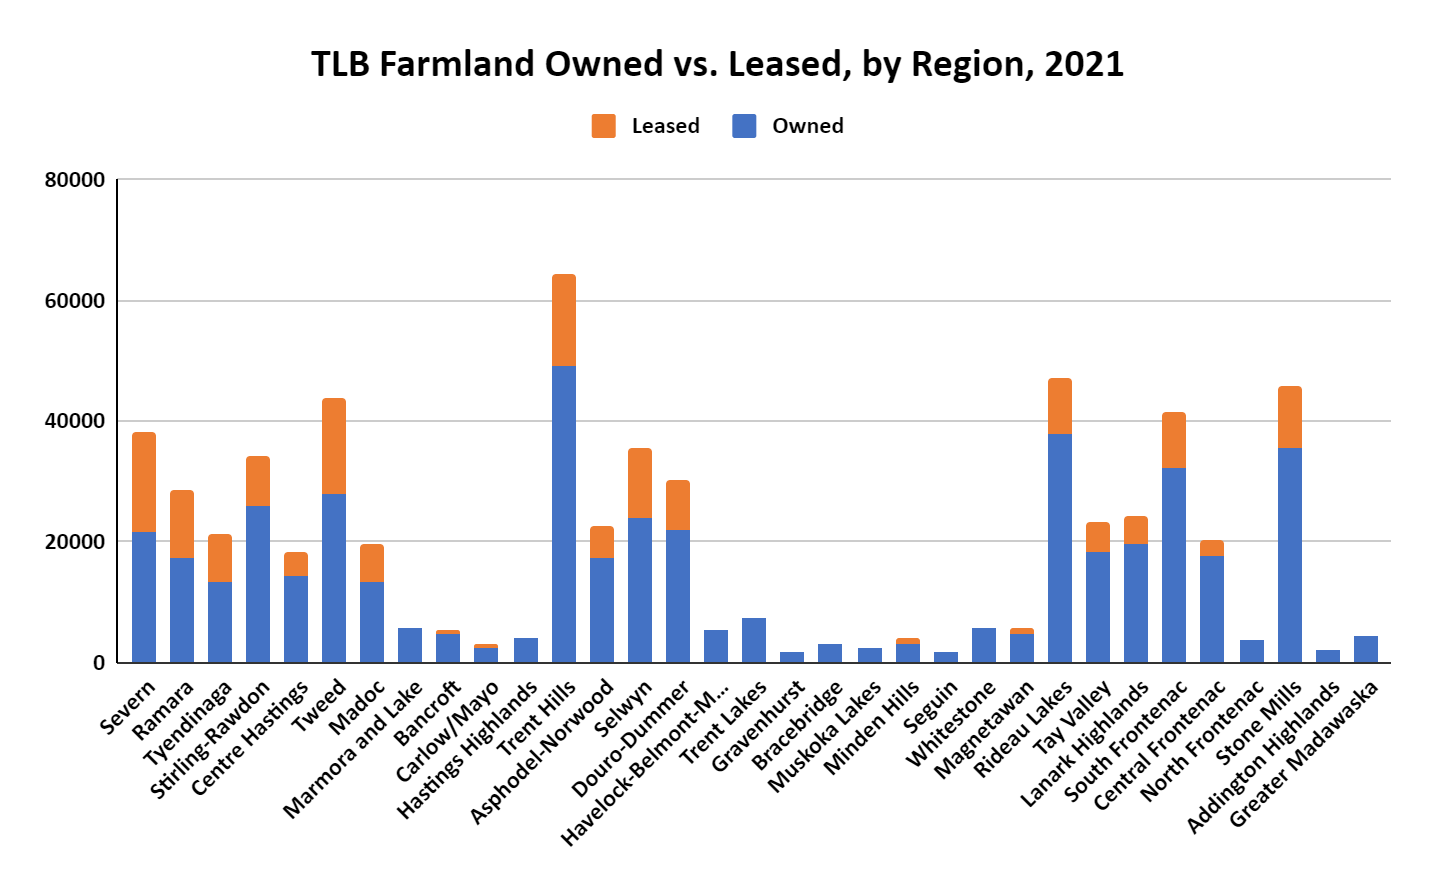 TLB Farmland Owned vs. Leased, by Region, 2021
Leased Owned
80000
60000
40000
20000
0
Severn
Ramara
Tyendinaga
Stirling-Rawdon
Centre Hastings
Tweed
Madoc
Marmora and Lake
Bancroft
Carlow/Mayo
Hastings Highlands
Trent Hills
Asphodel-Norwood
Selwyn
Douro-Dummer
Havelock-Belmont-M...
Trent Lakes
Gravenhurst
Bracebridge
Muskoka Lakes
Minden Hills
Seguin
Whitestone
Magnetawan
Rideau Lakes
Tay Valley
Lanark Highlands
South Frontenac
Central Frontenac
North Frontenac
Stone Mills
Addington Highlands
Greater Madawaska